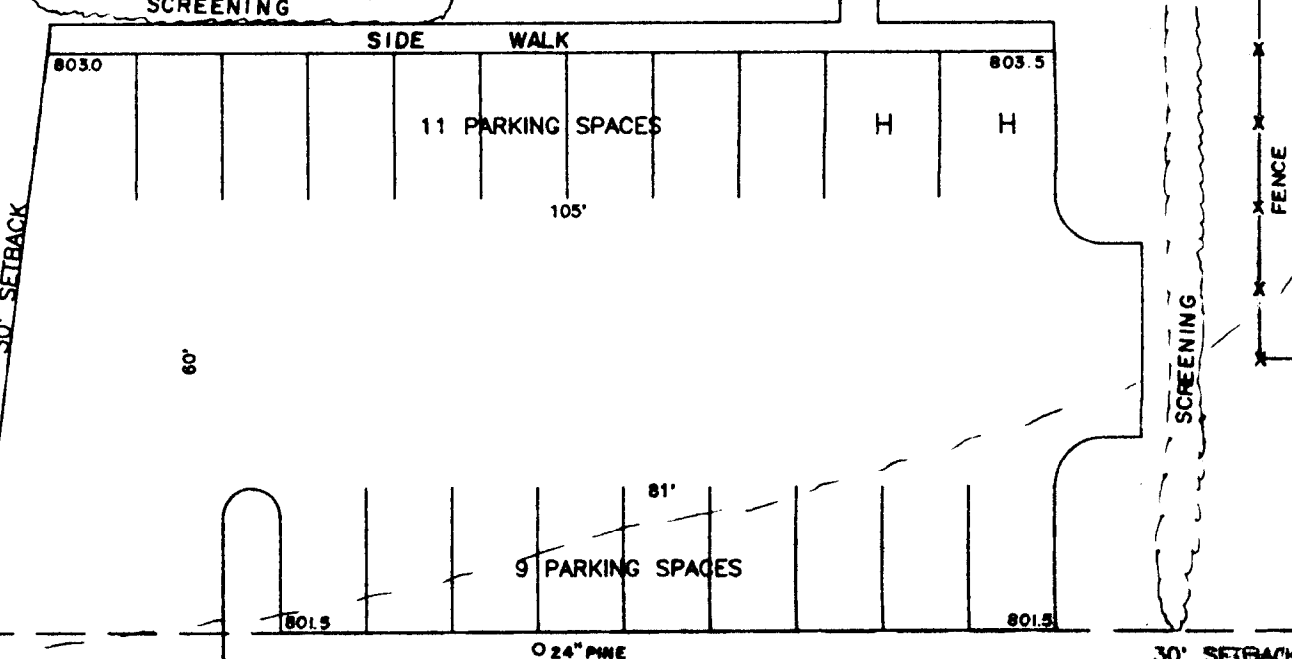 SCREENING
SIDE WALK
803.0
803.5
11 PARKING SPACES
H
H
105'
FENCE
30' SETBACK
60'
SCREENING
81'
9 PARKING SPACES
801.5
801.5
24" PINE
30' SETBACK